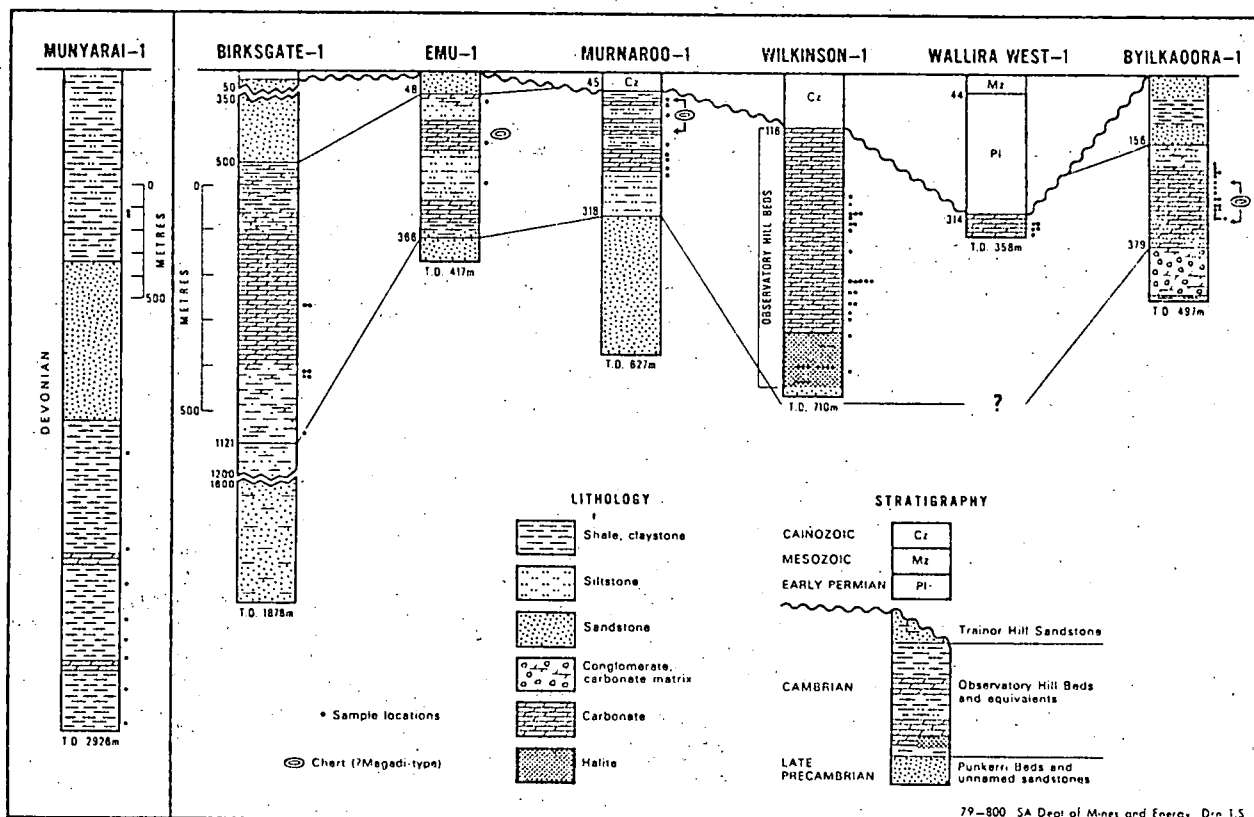 MUNYARAI–1
BIRKSGATE–1
EMU–1
MURNAROO–1
WILKINSON–1
WALLIRA WEST–1
BYILKAOORA–1
50
350
500
1121
1200
1800
T.D. 1878m
48
366
T.D. 417m
45
Cz
318
T.D. 627m
Cz
116
OBSERVATORY HILL BEDS
T.D. 710m
Mz
44
Pl
314
T.D. 358m
?
156
379
T.D. 497m
DEVONIAN
T.D. 2926m
0
METRES
500
0
METRES
500
LITHOLOGY
Shale, claystone
Siltstone
Sandstone
Conglomerate,
carbonate matrix
Carbonate
Halite
Sample locations
Chert (?Magadi-type)
STRATIGRAPHY
CAINOZOIC Cz
MESOZOIC Mz
EARLY PERMIAN Pl
Trainor Hill Sandstone
CAMBRIAN
Observatory Hill Beds
and equivalents
LATE
PRECAMBRIAN
Punkerri Beds and
unnamed sandstones
79–800 SA Dept of Mines and Energy